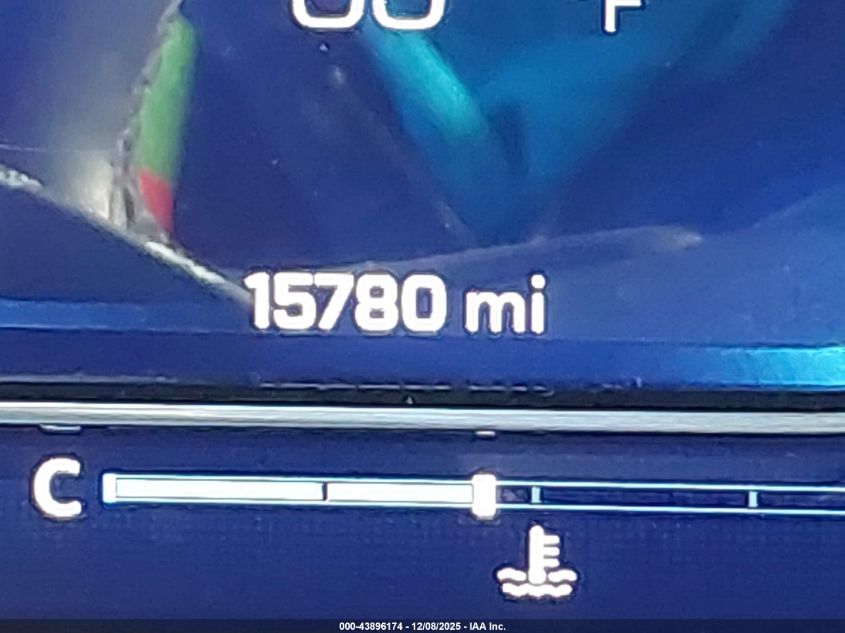 °F
15780 mi
C
000-43896174 - 12/08/2025 - IAA Inc.